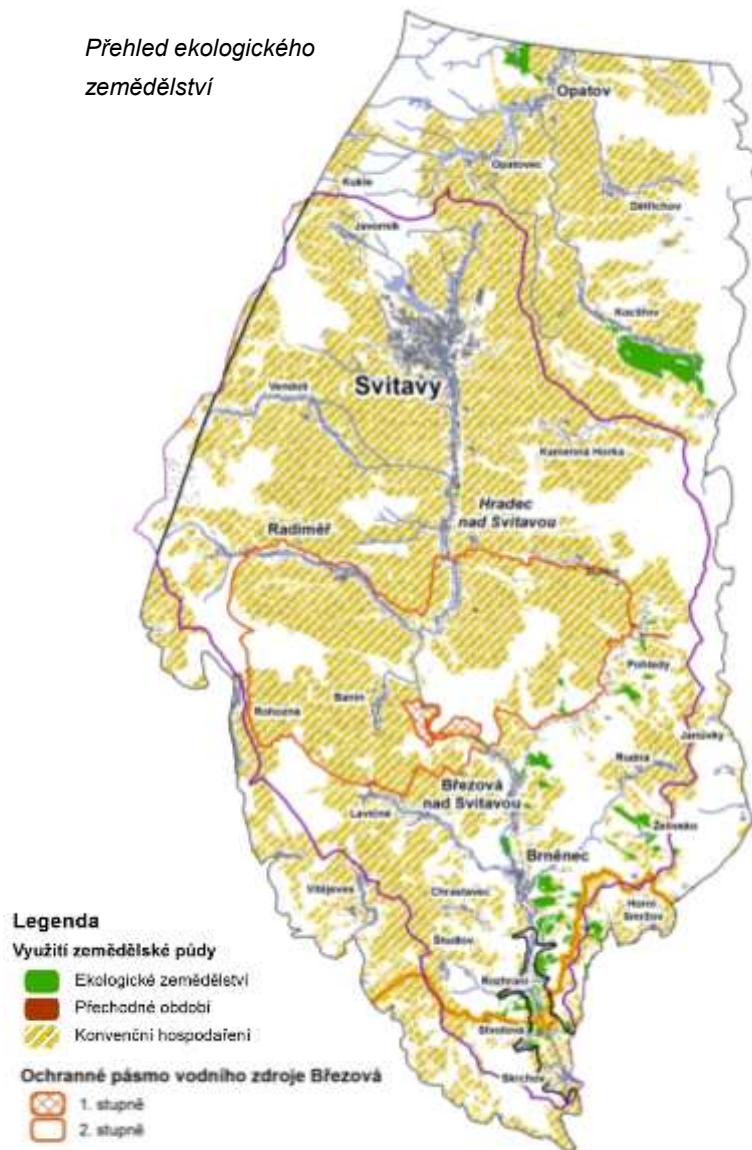 Přehled ekologického
zemědělství
Opatov
Opatovec
Kukle
Dětřichov
Javorník
Koclířov
Svitavy
Vendolí
Kamenná Horka
Hradec
nad Svitavou
Radiměř
Pohledy
Banín
Rohozná
Janůvky
Rudná
Březová
nad Svitavou
Lavičné
Želivsko
Brněnec
Vítějeves
Chrastavec
Horní
Smržov
Studlov
Rozhraní
Stvolová
Skrchov
Legenda
Využití zemědělské půdy
Ekologické zemědělství
Přechodné období
Konvenční hospodaření
Ochranné pásmo vodního zdroje Březová
1. stupně
2. stupně